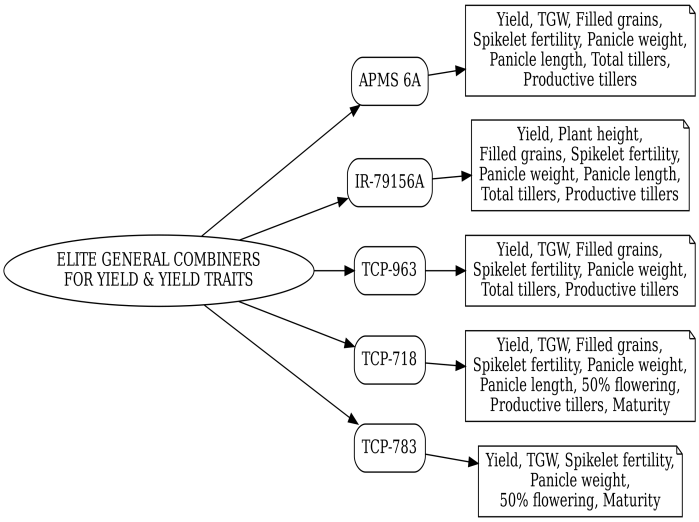 ELITE GENERAL COMBINERS
FOR YIELD & YIELD TRAITS
APMS 6A
Yield, TGW, Filled grains,
Spikelet fertility, Panicle weight,
Panicle length, Total tillers,
Productive tillers
IR-79156A
Yield, Plant height,
Filled grains, Spikelet fertility,
Panicle weight, Panicle length,
Total tillers, Productive tillers
TCP-963
Yield, TGW, Filled grains,
Spikelet fertility, Panicle weight,
Total tillers, Productive tillers
TCP-718
Yield, TGW, Filled grains,
Spikelet fertility, Panicle weight,
Panicle length, 50% flowering,
Productive tillers, Maturity
TCP-783
Yield, TGW, Spikelet fertility,
Panicle weight,
50% flowering, Maturity